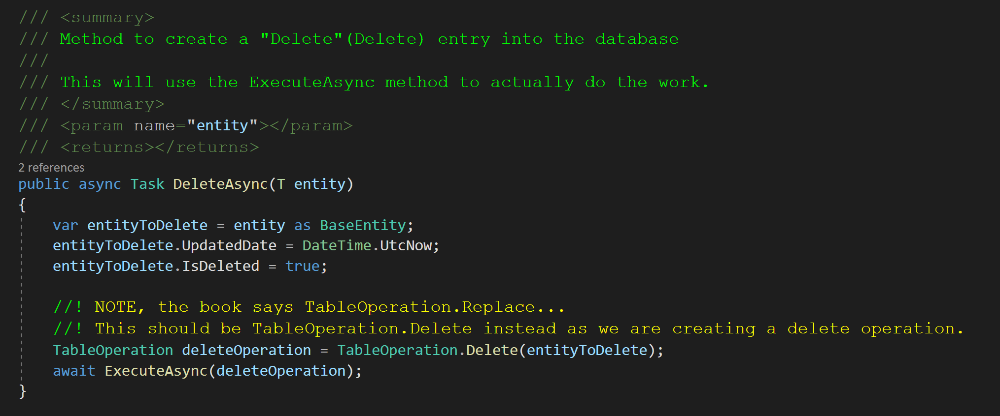 /// <summary>
/// Method to create a "Delete"(Delete) entry into the database
///
/// This will use the ExecuteAsync method to actually do the work.
/// </summary>
/// <param name="entity"></param>
/// <returns></returns>
2 references
public async Task DeleteAsync(T entity)
{
    var entityToDelete = entity as BaseEntity;
    entityToDelete.UpdatedDate = DateTime.UtcNow;
    entityToDelete.IsDeleted = true;

    //! NOTE, the book says TableOperation.Replace...
    //! This should be TableOperation.Delete instead as we are creating a delete operation.
    TableOperation deleteOperation = TableOperation.Delete(entityToDelete);
    await ExecuteAsync(deleteOperation);
}